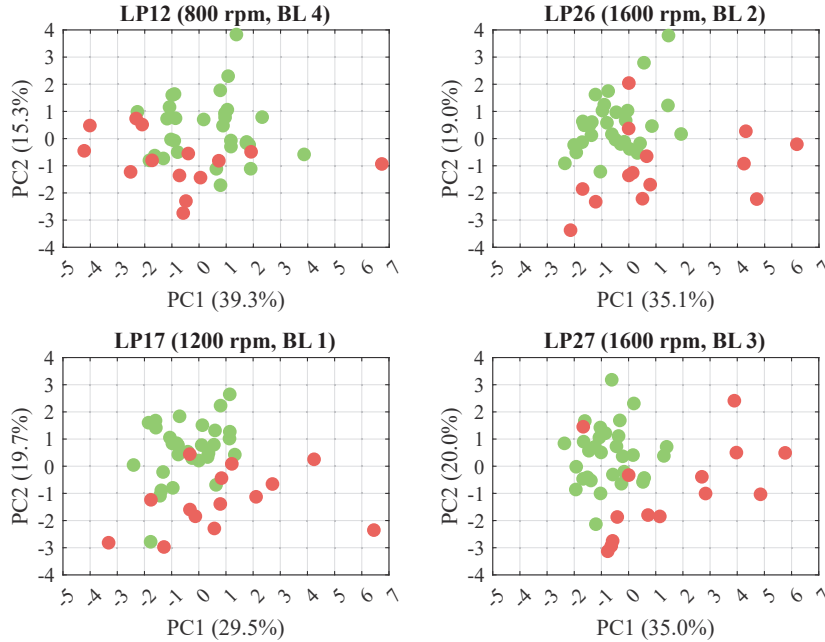 LP12 (800 rpm, BL 4)
4
3
2
1
0
-1
-2
-3
-4
PC2 (15.3%)
-5 -4 -3 -2 -1 0 1 2 3 4 5 6 7
PC1 (39.3%)
LP26 (1600 rpm, BL 2)
4
3
2
1
0
-1
-2
-3
-4
PC2 (19.0%)
-5 -4 -3 -2 -1 0 1 2 3 4 5 6 7
PC1 (35.1%)
LP17 (1200 rpm, BL 1)
4
3
2
1
0
-1
-2
-3
-4
PC2 (19.7%)
-5 -4 -3 -2 -1 0 1 2 3 4 5 6 7
PC1 (29.5%)
LP27 (1600 rpm, BL 3)
4
3
2
1
0
-1
-2
-3
-4
PC2 (20.0%)
-5 -4 -3 -2 -1 0 1 2 3 4 5 6 7
PC1 (35.0%)